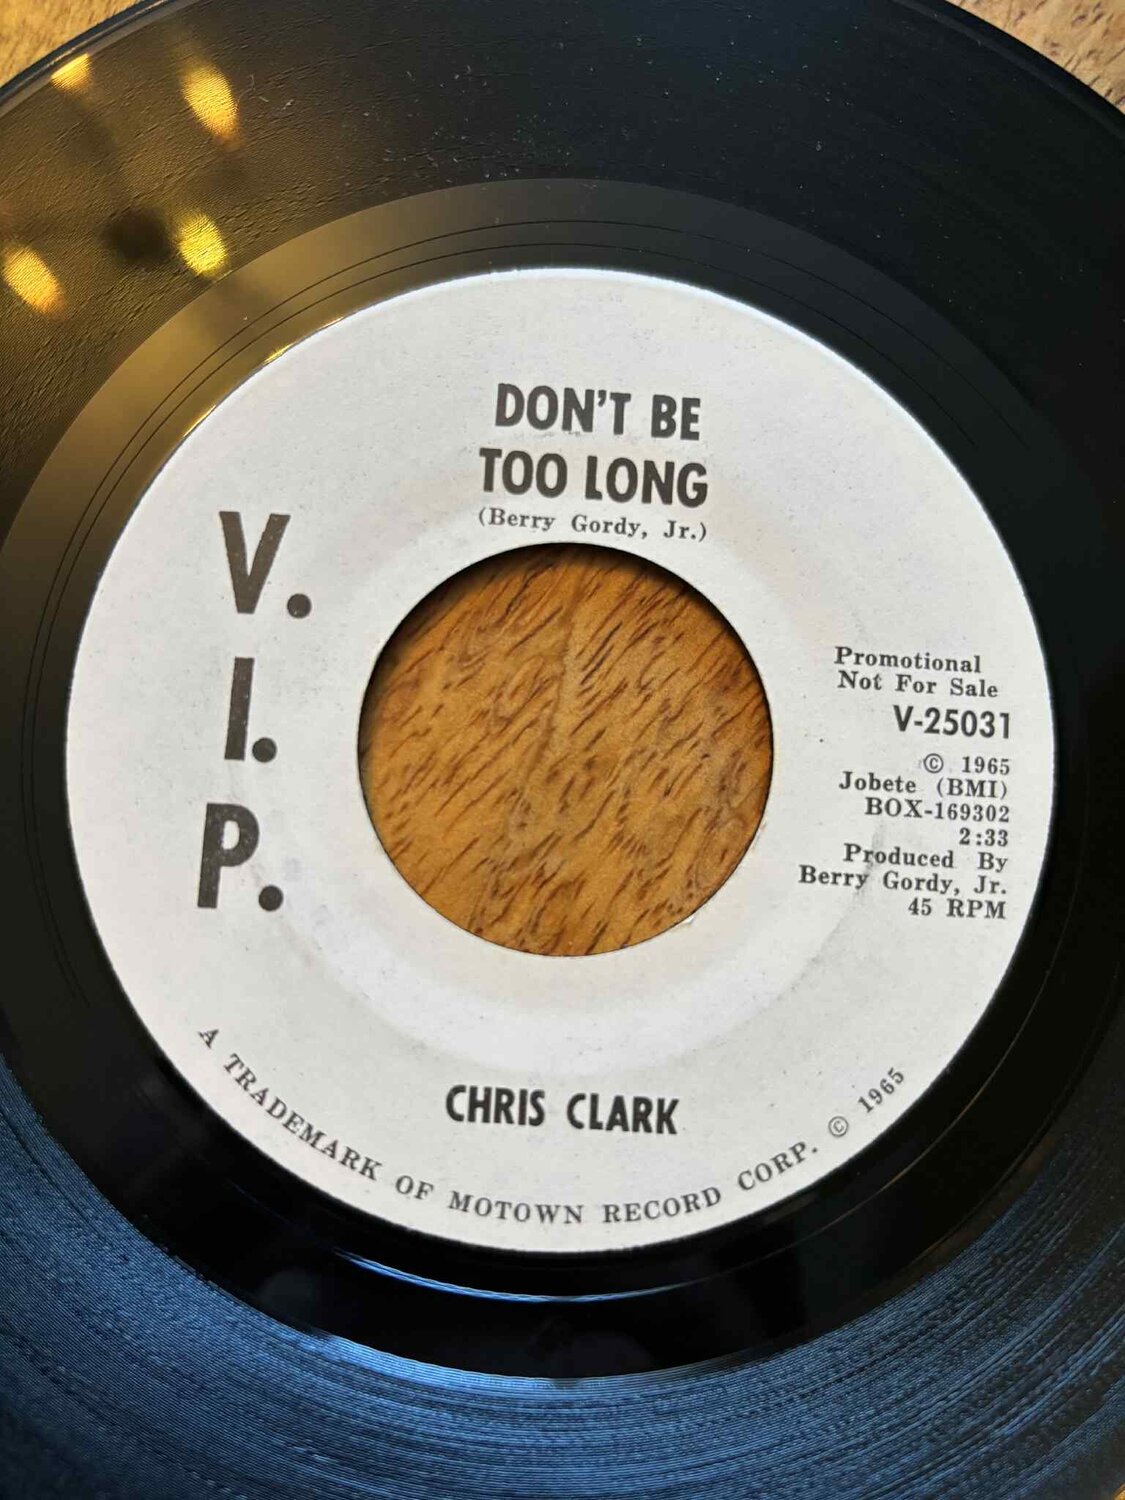 DON'T BE
TOO LONG
(Berry Gordy, Jr.)
V.
I.
P.
Promotional
Not For Sale
V-25031
© 1965
Jobete (BMI)
BOX-169302
2:33
Produced By
Berry Gordy, Jr.
45 RPM
CHRIS CLARK
A TRADEMARK OF MOTOWN RECORD CORP. © 1965